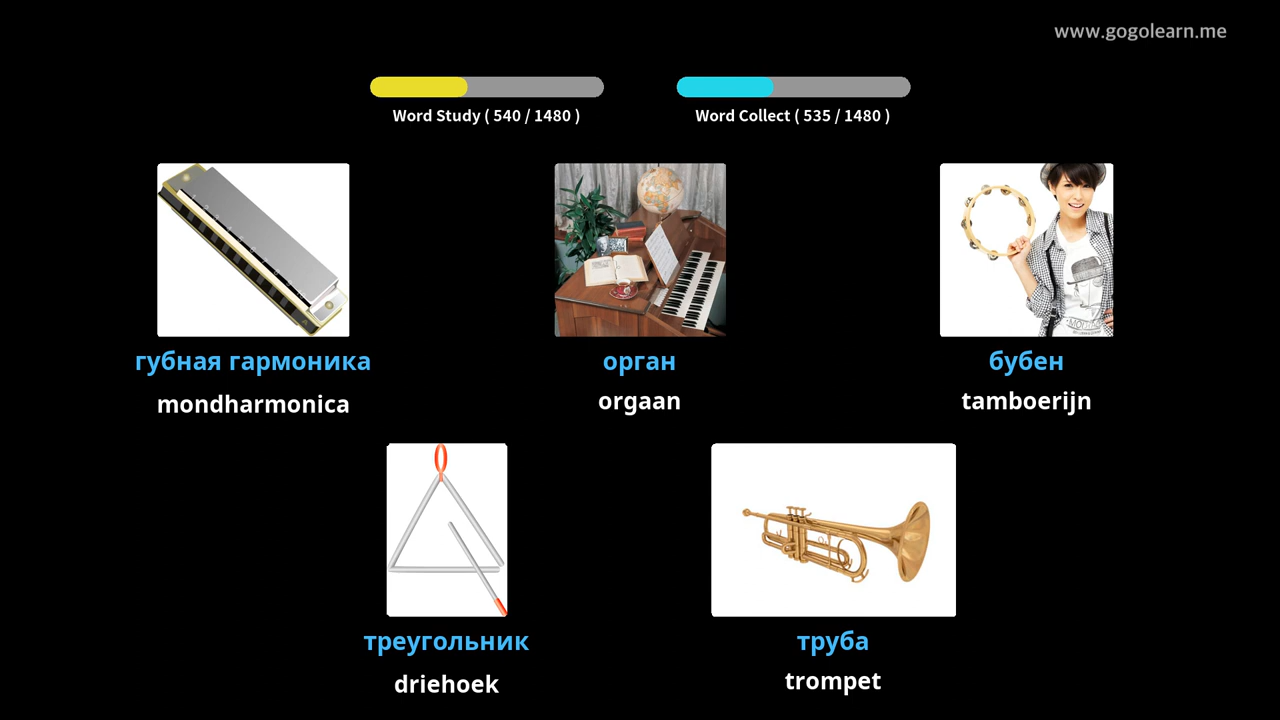 www.gogolearn.me
Word Study ( 540 / 1480 )
Word Collect ( 535 / 1480 )
губная гармоника
орган
бубен
mondharmonica
orgaan
tamboerijn
треугольник
труба
driehoek
trompet